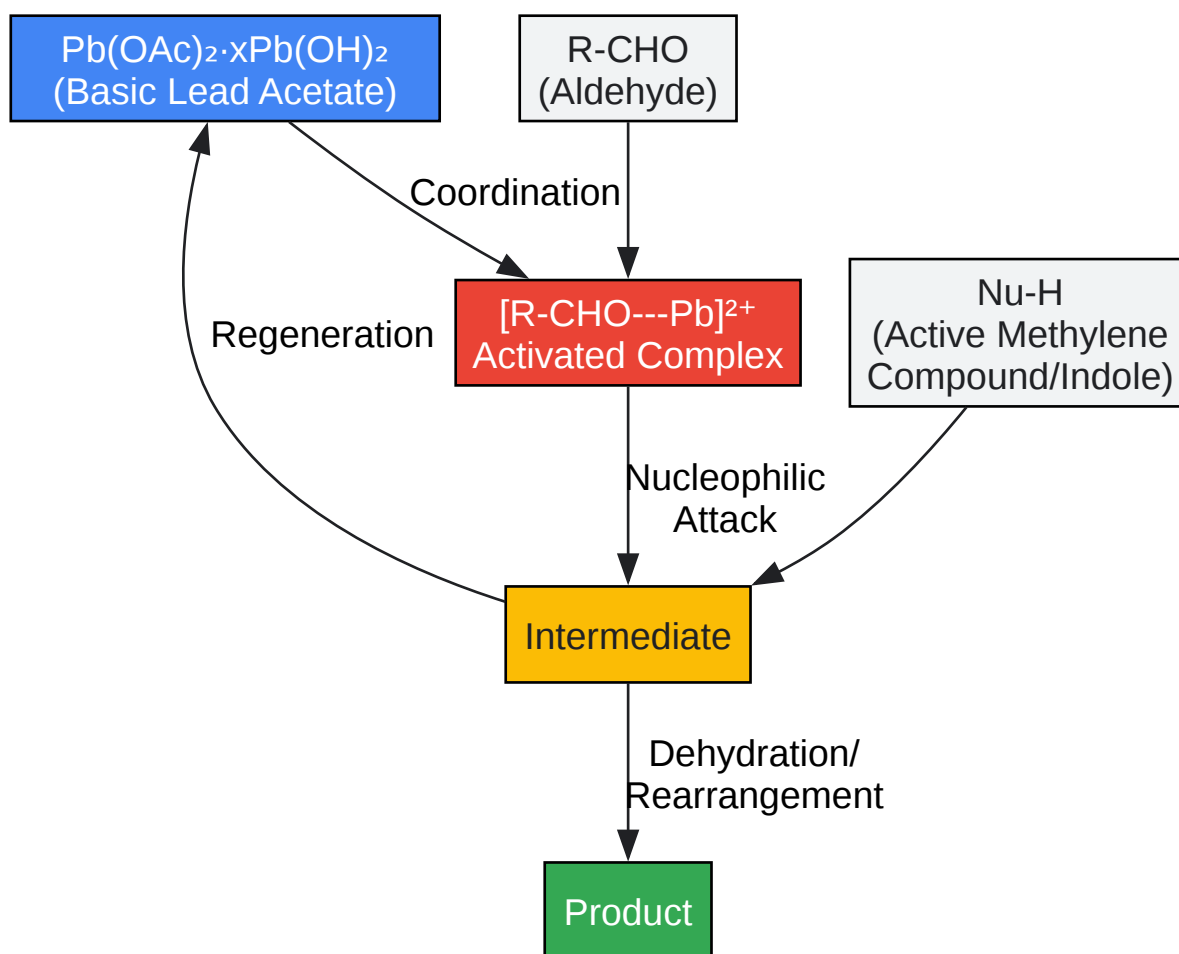 Pb(OAc)₂·xPb(OH)₂
(Basic Lead Acetate)
R-CHO
(Aldehyde)
Coordination
Nu-H
(Active Methylene
Compound/Indole)
[R-CHO---Pb]²⁺
Activated Complex
Regeneration
Nucleophilic
Attack
Intermediate
Dehydration/
Rearrangement
Product